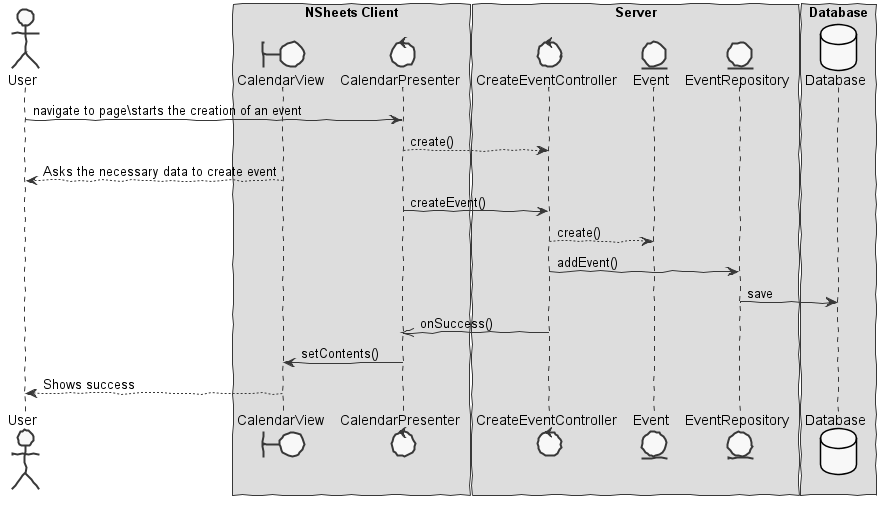 NSheets Client Server Database
User CalendarView CalendarPresenter CreateEventController Event EventRepository Database
navigate to page\starts the creation of an event
create()
Asks the necessary data to create event
createEvent()
create()
addEvent()
save
onSuccess()
setContents()
Shows success
User CalendarView CalendarPresenter CreateEventController Event EventRepository Database